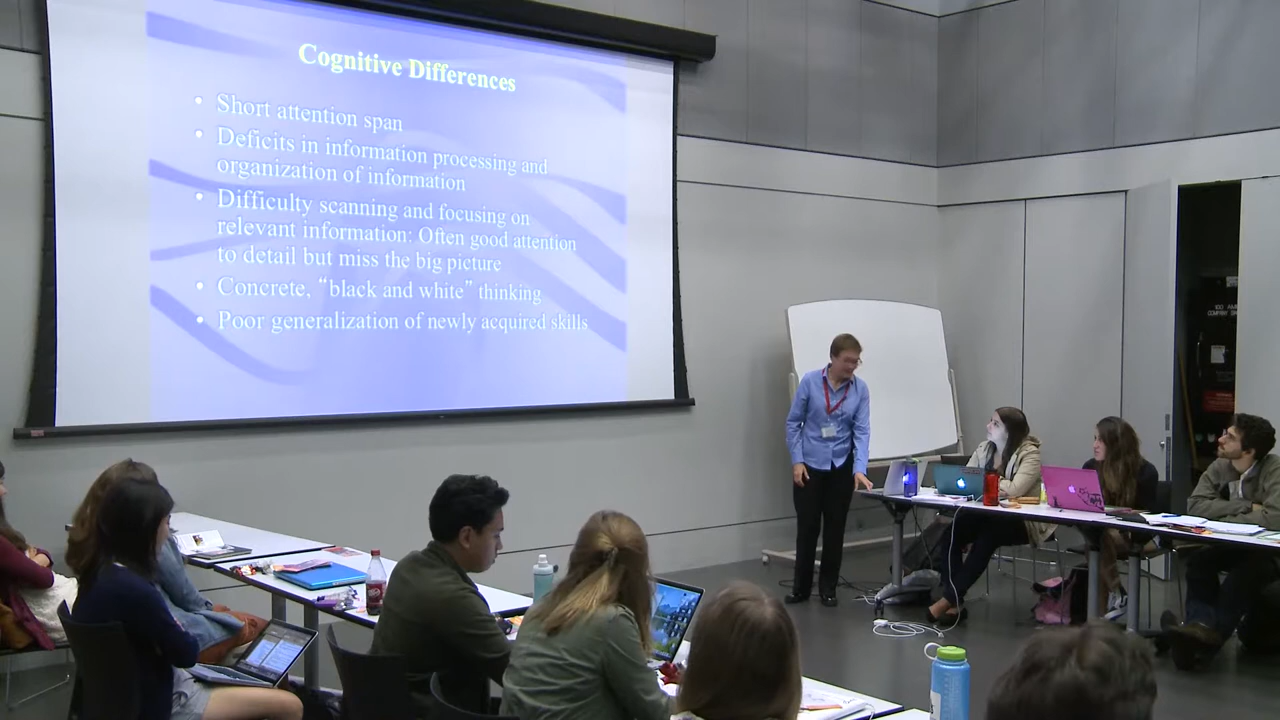 Cognitive Differences
• Short attention span
• Deficits in information processing and
organization of information
• Difficulty scanning and focusing on
relevant information: Often good attention
to detail but miss the big picture
• Concrete, “black and white” thinking
• Poor generalization of newly acquired skills